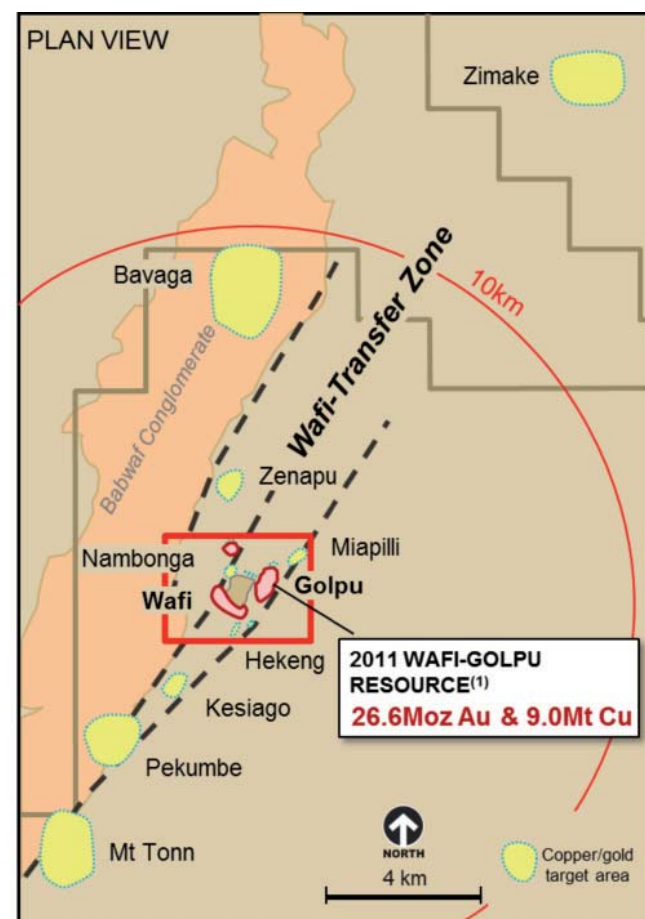 PLAN VIEW
Zimake
Bavaga
10km
Wafi-Transfer Zone
Babwaf Conglomerate
Zenapu
Nambonga
Miapilli
Wafi
Golpu
Hekeng
2011 WAFI-GOLPU
RESOURCE(1)
26.6Moz Au & 9.0Mt Cu
Kesiago
Pekumbe
Mt Tonn
NORTH
4 km
Copper/gold
target area